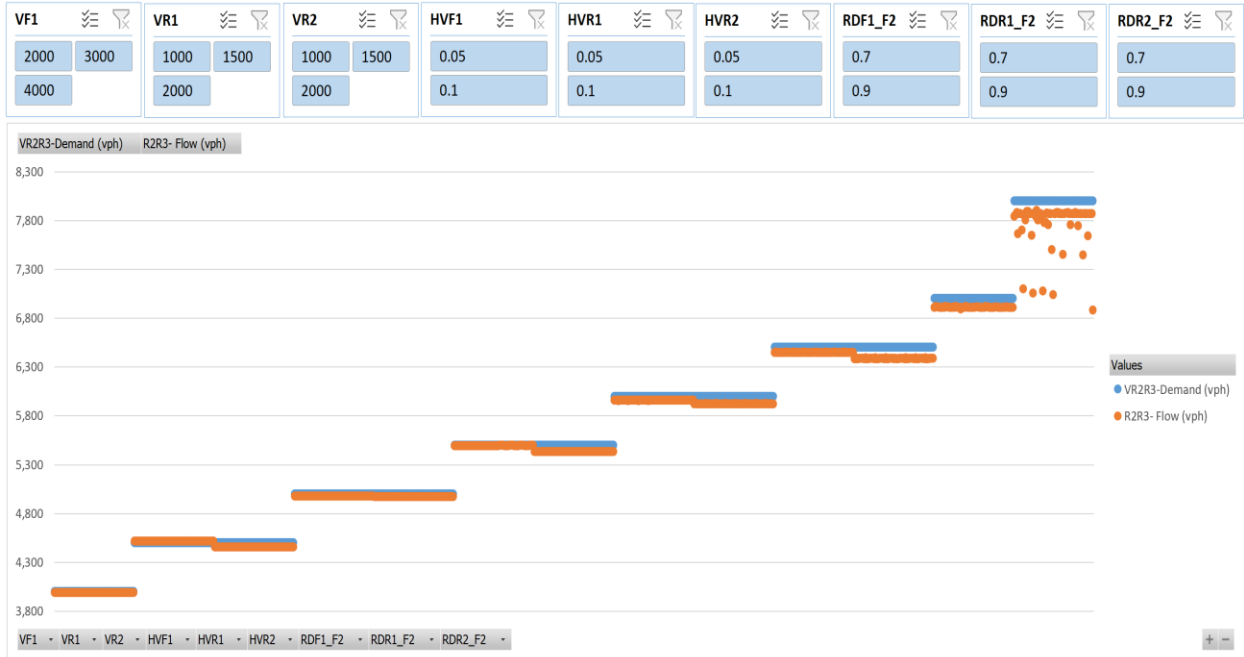 VF1 VR1 VR2 HVF1 HVR1 HVR2 RDF1_F2 RDR1_F2 RDR2_F2
2000 3000 1000 1500 1000 1500 0.05 0.05 0.05 0.7 0.7 0.7
4000 2000 2000 0.1 0.1 0.1 0.9 0.9 0.9
VR2R3-Demand (vph) R2R3- Flow (vph)
8,300
7,800
7,300
6,800
6,300
5,800
5,300
4,800
4,300
3,800
Values
VR2R3-Demand (vph)
R2R3- Flow (vph)
VF1 VR1 VR2 HVF1 HVR1 HVR2 RDF1_F2 RDR1_F2 RDR2_F2
+ −